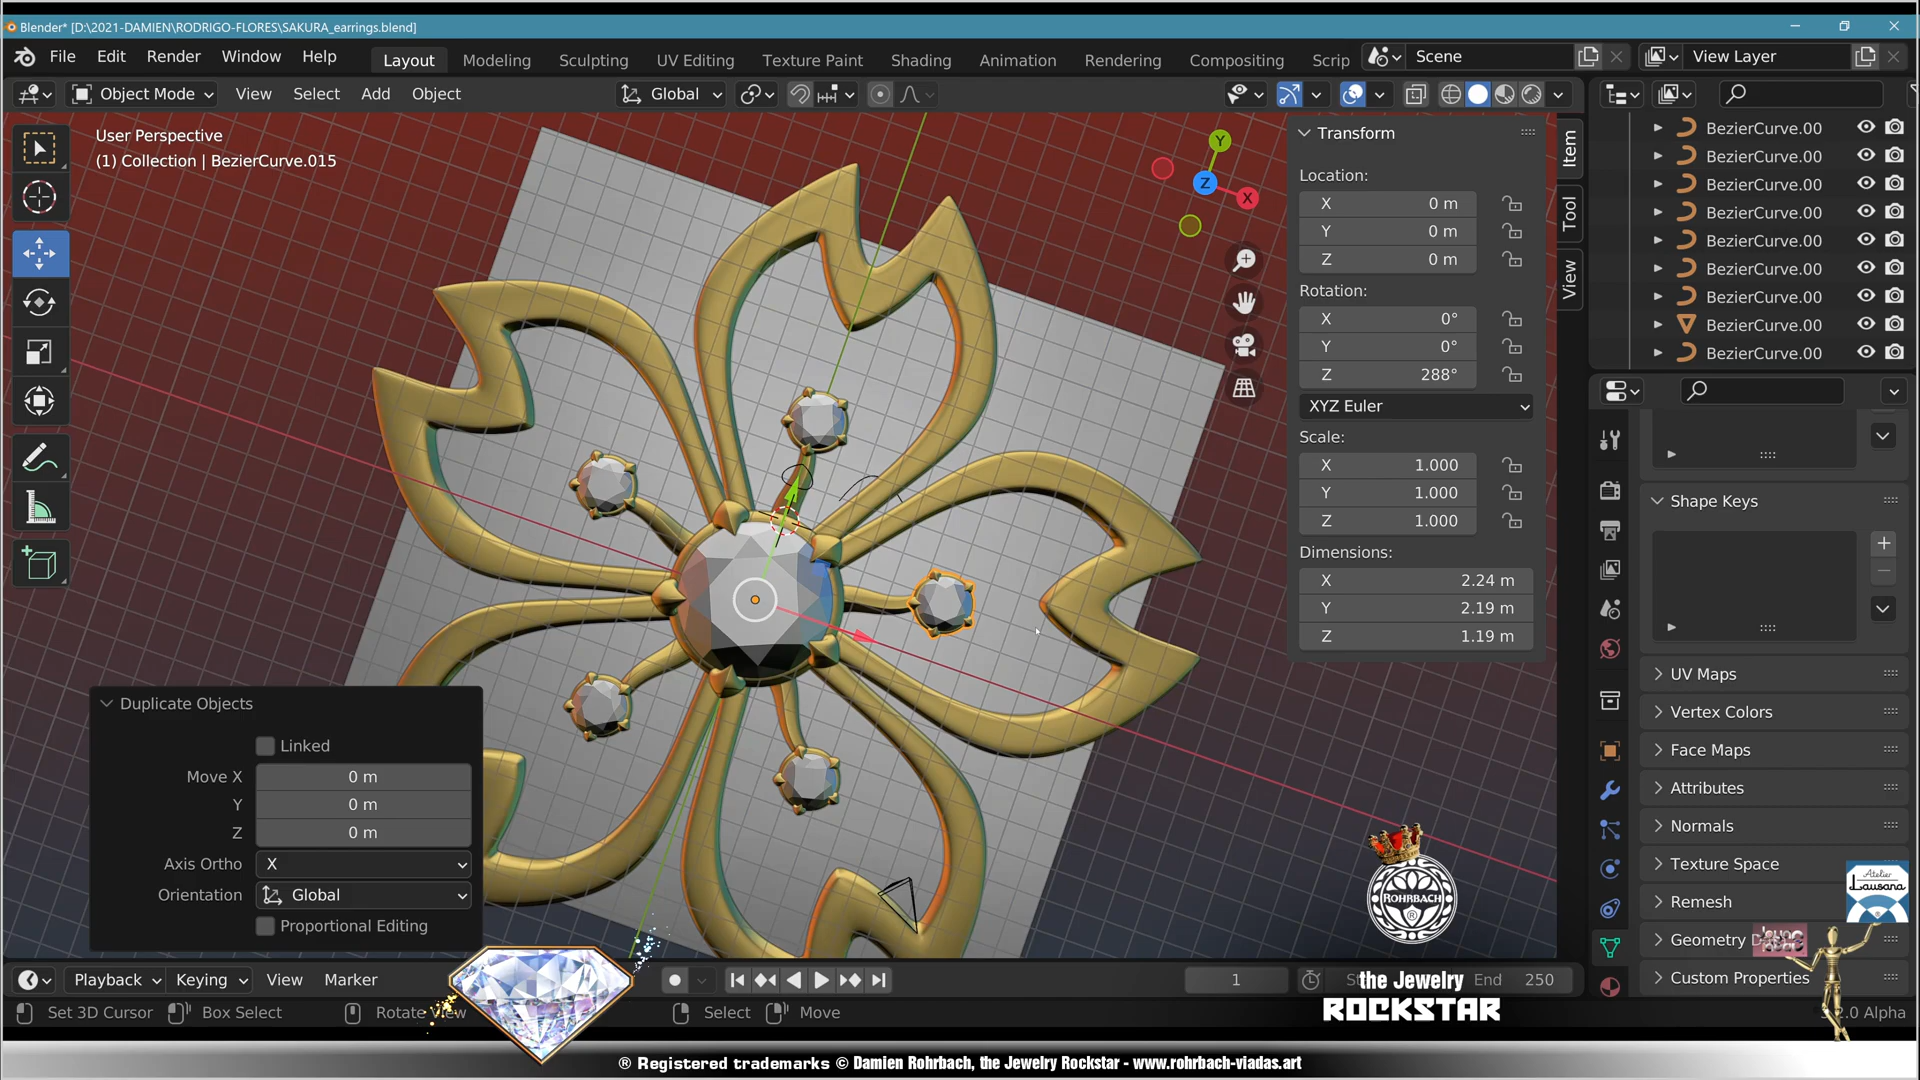 Blender* [D:\2021-DAMIEN\RODRIGO-FLORES\SAKURA_earrings.blend]
File Edit Render Window Help Layout Modeling Sculpting UV Editing Texture Paint Shading Animation Rendering Compositing Scrip Scene View Layer
Object Mode View Select Add Object Global
User Perspective
(1) Collection | BezierCurve.015
Y
Z
X
Transform
Location:
X 0 m
Y 0 m
Z 0 m
Rotation:
X 0°
Y 0°
Z 288°
XYZ Euler
Scale:
X 1.000
Y 1.000
Z 1.000
Dimensions:
X 2.24 m
Y 2.19 m
Z 1.19 m
Item
Tool
View
BezierCurve.00
BezierCurve.00
BezierCurve.00
BezierCurve.00
BezierCurve.00
BezierCurve.00
BezierCurve.00
BezierCurve.00
BezierCurve.00
Shape Keys
UV Maps
Vertex Colors
Face Maps
Attributes
Normals
Texture Space
Remesh
Geometry
Custom Properties
Duplicate Objects
Linked
Move X 0 m
Y 0 m
Z 0 m
Axis Ortho X
Orientation Global
Proportional Editing
ROHRBACH
®
Atelier
Lausana
Playback Keying View Marker 1 End 250
the Jewelry
ROCKSTAR
Set 3D Cursor Box Select Rotate View Select Move 2.0 Alpha
® Registered trademarks © Damien Rohrbach, the Jewelry Rockstar - www.rohrbach-viadas.art